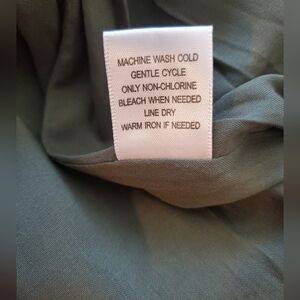 MACHINE WASH COLD
GENTLE CYCLE
ONLY NON-CHLORINE
BLEACH WHEN NEEDED
LINE DRY
WARM IRON IF NEEDED